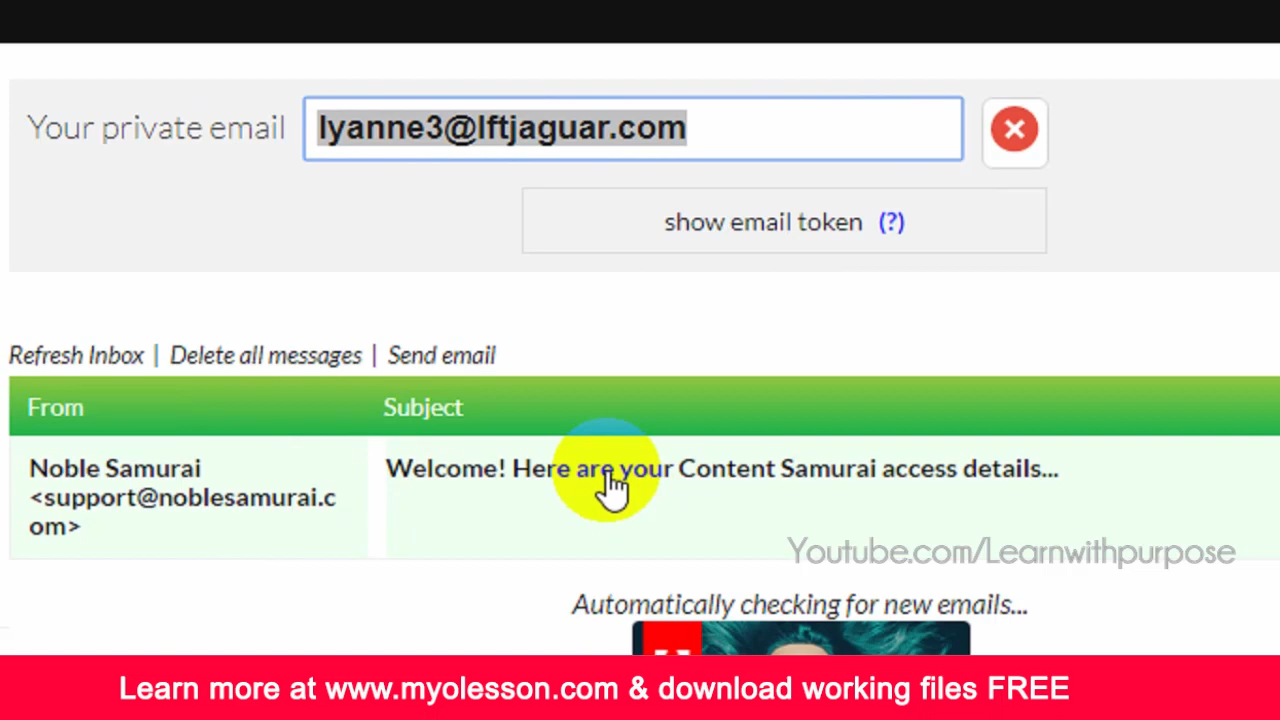 Your private email
lyanne3@lftjaguar.com
show email token (?)
Refresh Inbox | Delete all messages | Send email
From Subject
Noble Samurai Welcome! Here are your Content Samurai access details...
<support@noblesamurai.c
om>
Youtube.com/Learnwithpurpose
Automatically checking for new emails...
Learn more at www.myolesson.com & download working files FREE